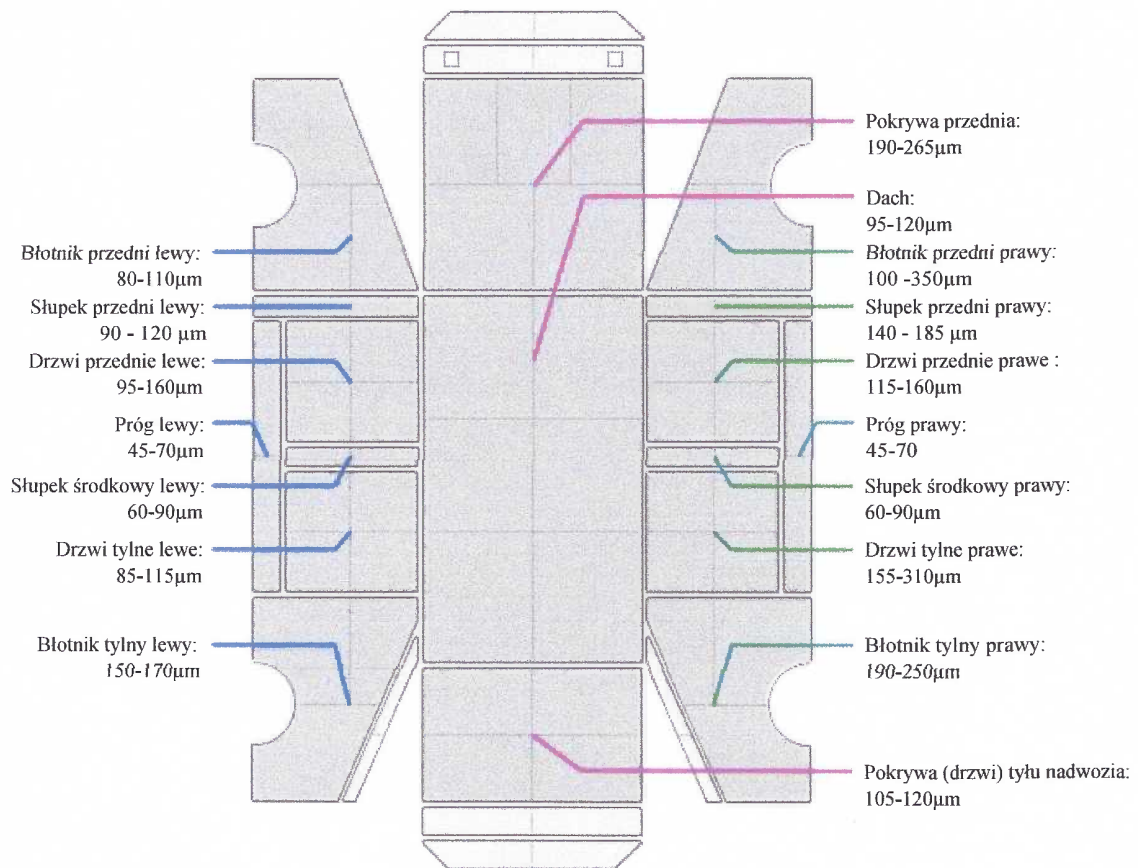 Pokrywa przednia:
190-265μm
Dach:
95-120μm
Błotnik przedni lewy:
80-110μm
Błotnik przedni prawy:
100 -350μm
Słupek przedni lewy:
90 - 120 μm
Słupek przedni prawy:
140 - 185 μm
Drzwi przednie lewe:
95-160μm
Drzwi przednie prawe :
115-160μm
Próg lewy:
45-70μm
Próg prawy:
45-70
Słupek środkowy lewy:
60-90μm
Słupek środkowy prawy:
60-90μm
Drzwi tylne lewe:
85-115μm
Drzwi tylne prawe:
155-310μm
Błotnik tylny lewy:
150-170μm
Błotnik tylny prawy:
190-250μm
Pokrywa (drzwi) tyłu nadwozia:
105-120μm